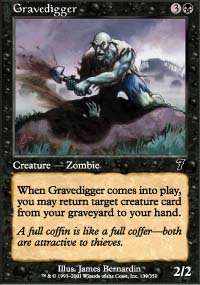 Gravedigger 3
Creature — Zombie 7
When Gravedigger comes into play,
you may return target creature card
from your graveyard to your hand.
A full coffin is like a full coffer—both
are attractive to thieves.
Illus. James Bernardin
2/2
™ & © 1993–2001 Wizards of the Coast, Inc. 139/350